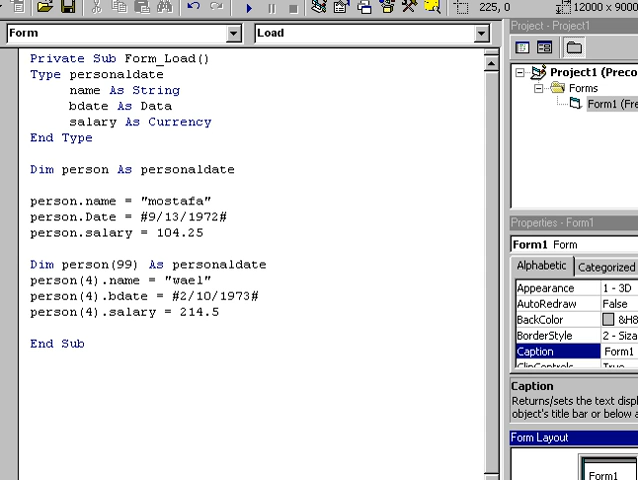 225, 0
12000 x 9000
Form
Load
Private Sub Form_Load()
Type personaldate
name As String
bdate As Data
salary As Currency
End Type
Dim person As personaldate
person.name = "mostafa"
person.Date = #9/13/1972#
person.salary = 104.25
Dim person(99) As personaldate
person(4).name = "wael"
person(4).bdate = #2/10/1973#
person(4).salary = 214.5
End Sub
Project - Project1
Project1 (Preco
Forms
Form1 (Fre
Properties - Form1
Form1 Form
Alphabetic Categorized
Appearance 1 - 3D
AutoRedraw False
BackColor &H8
BorderStyle 2 - Siza
Caption Form1
ClipControls True
Caption
Returns/sets the text displ
object's title bar or below a
Form Layout
Form1